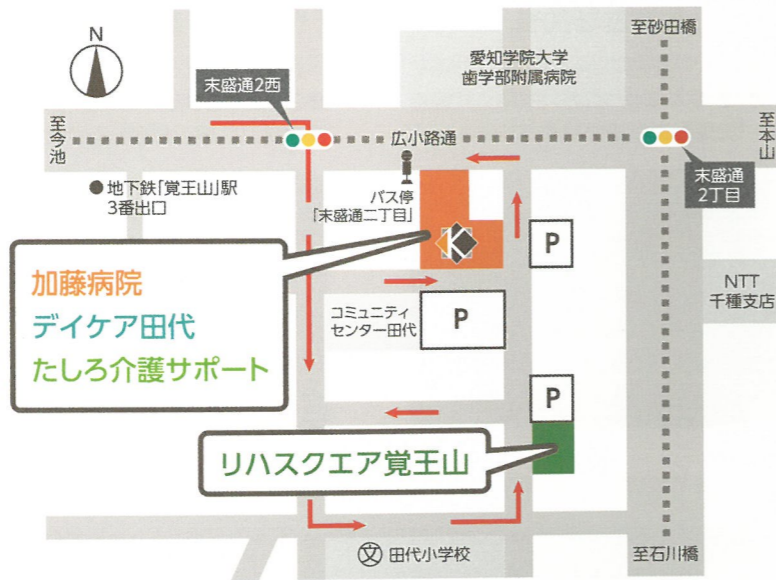 N
至砂田橋
愛知学院大学
歯学部附属病院
末盛通2西
至今池
広小路通
至本山
末盛通
2丁目
地下鉄「覚王山」駅
3番出口
バス停
「末盛通二丁目」
K
P
加藤病院
デイケア田代
たしろ介護サポート
コミュニティ
センター田代
P
NTT
千種支店
P
リハスクエア覚王山
文 田代小学校
至石川橋